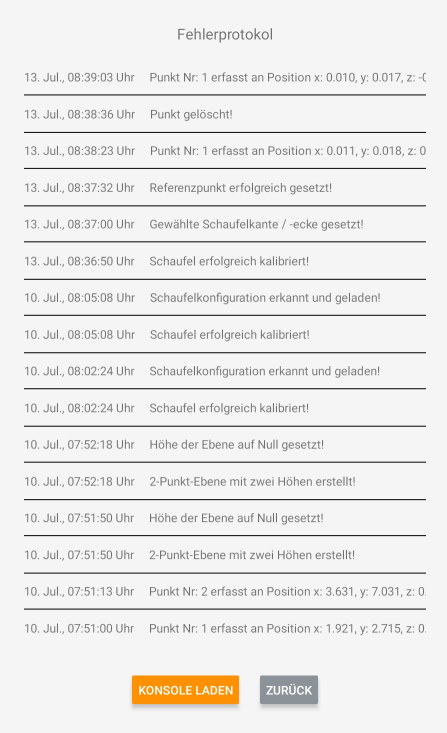 Fehlerprotokol
13. Jul., 08:39:03 Uhr Punkt Nr: 1 erfasst an Position x: 0.010, y: 0.017, z: -0
13. Jul., 08:38:36 Uhr Punkt gelöscht!
13. Jul., 08:38:23 Uhr Punkt Nr: 1 erfasst an Position x: 0.011, y: 0.018, z: 0
13. Jul., 08:37:32 Uhr Referenzpunkt erfolgreich gesetzt!
13. Jul., 08:37:00 Uhr Gewählte Schaufelkante / -ecke gesetzt!
13. Jul., 08:36:50 Uhr Schaufel erfolgreich kalibriert!
10. Jul., 08:05:08 Uhr Schaufelkonfiguration erkannt und geladen!
10. Jul., 08:05:08 Uhr Schaufel erfolgreich kalibriert!
10. Jul., 08:02:24 Uhr Schaufelkonfiguration erkannt und geladen!
10. Jul., 08:02:24 Uhr Schaufel erfolgreich kalibriert!
10. Jul., 07:52:18 Uhr Höhe der Ebene auf Null gesetzt!
10. Jul., 07:52:18 Uhr 2-Punkt-Ebene mit zwei Höhen erstellt!
10. Jul., 07:51:50 Uhr Höhe der Ebene auf Null gesetzt!
10. Jul., 07:51:50 Uhr 2-Punkt-Ebene mit zwei Höhen erstellt!
10. Jul., 07:51:13 Uhr Punkt Nr: 2 erfasst an Position x: 3.631, y: 7.031, z: 0.
10. Jul., 07:51:00 Uhr Punkt Nr: 1 erfasst an Position x: 1.921, y: 2.715, z: 0.
KONSOLE LADEN ZURÜCK